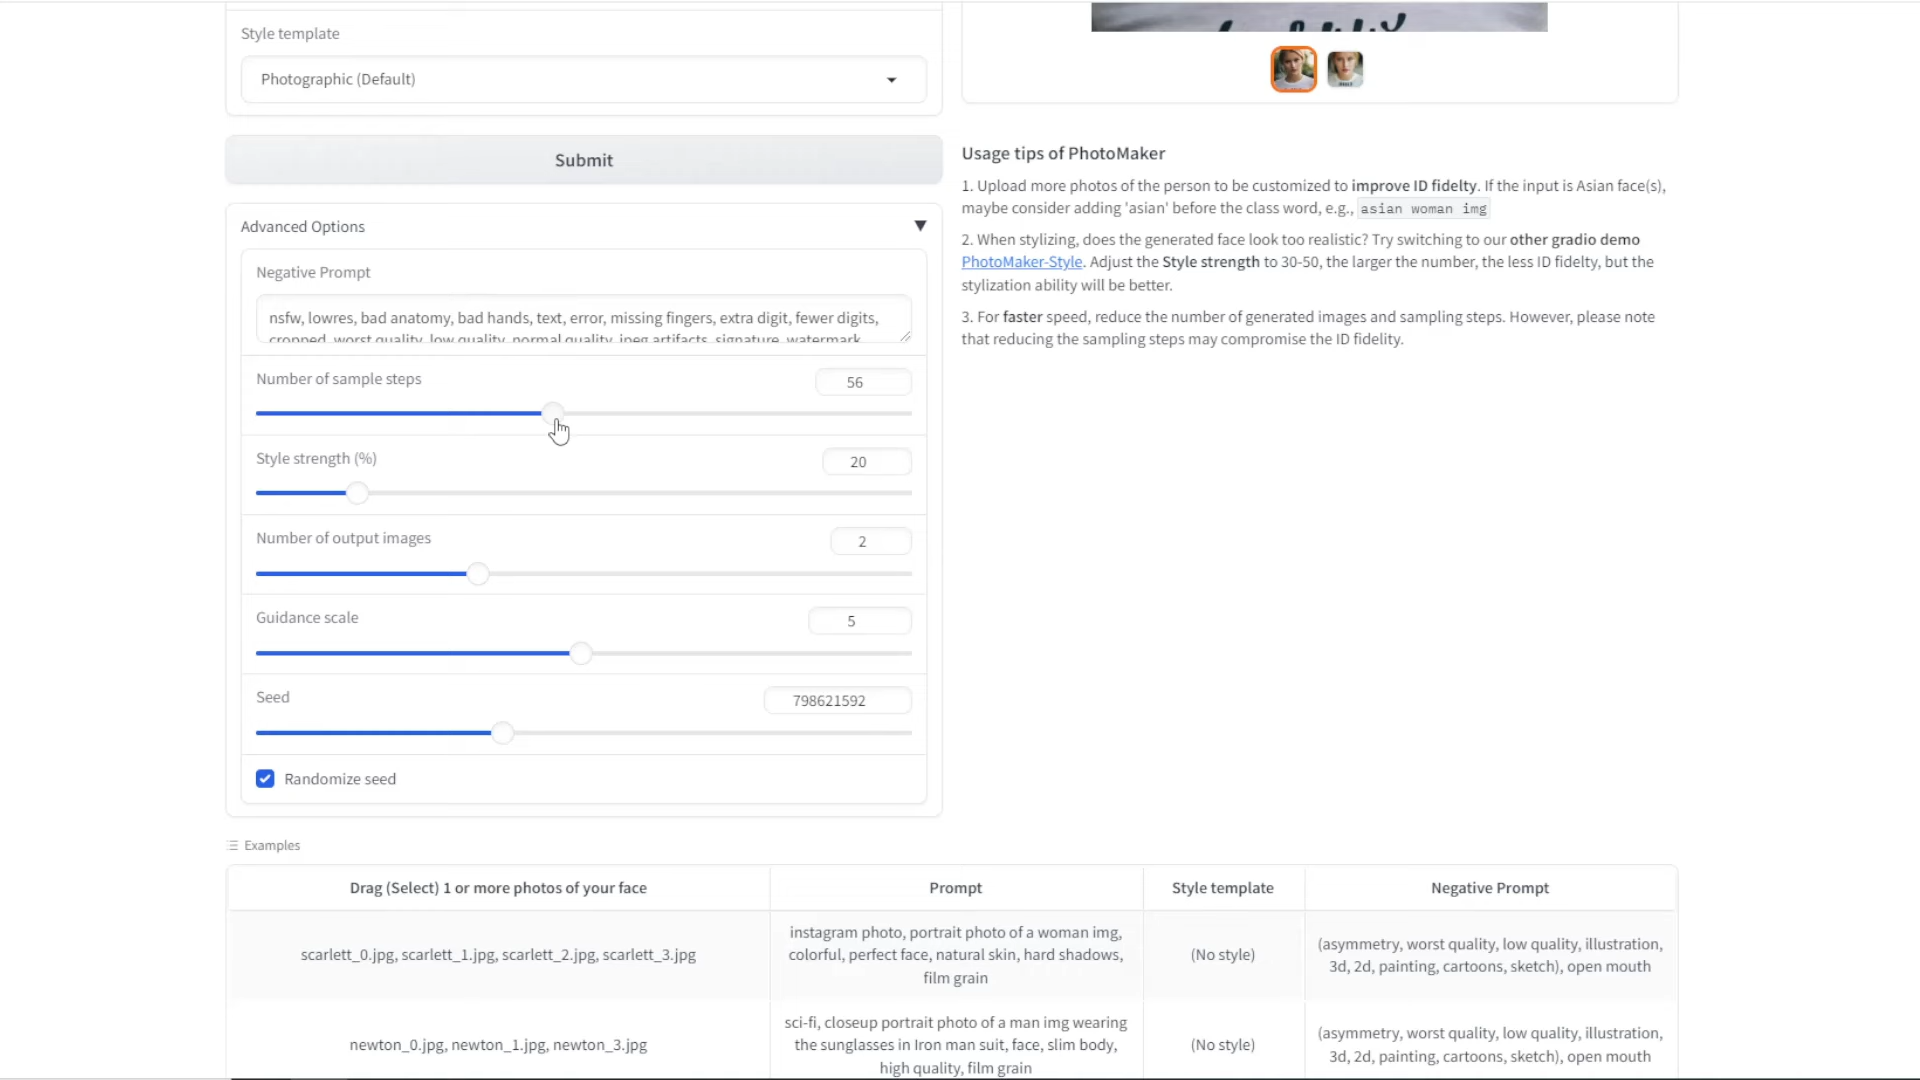 Style template
Photographic (Default)
Submit
Advanced Options
Negative Prompt
nsfw, lowres, bad anatomy, bad hands, text, error, missing fingers, extra digit, fewer digits,
cropped, worst quality, low quality, normal quality, jpeg artifacts, signature, watermark,
Number of sample steps
56
Style strength (%)
20
Number of output images
2
Guidance scale
5
Seed
798621592
Randomize seed
Usage tips of PhotoMaker
1. Upload more photos of the person to be customized to improve ID fidelty. If the input is Asian face(s),
maybe consider adding 'asian' before the class word, e.g., asian woman img
2. When stylizing, does the generated face look too realistic? Try switching to our other gradio demo
PhotoMaker-Style. Adjust the Style strength to 30-50, the larger the number, the less ID fidelty, but the
stylization ability will be better.
3. For faster speed, reduce the number of generated images and sampling steps. However, please note
that reducing the sampling steps may compromise the ID fidelity.
Examples
Drag (Select) 1 or more photos of your face
Prompt
Style template
Negative Prompt
scarlett_0.jpg, scarlett_1.jpg, scarlett_2.jpg, scarlett_3.jpg
instagram photo, portrait photo of a woman img,
colorful, perfect face, natural skin, hard shadows,
film grain
(No style)
(asymmetry, worst quality, low quality, illustration,
3d, 2d, painting, cartoons, sketch), open mouth
newton_0.jpg, newton_1.jpg, newton_3.jpg
sci-fi, closeup portrait photo of a man img wearing
the sunglasses in Iron man suit, face, slim body,
high quality, film grain
(No style)
(asymmetry, worst quality, low quality, illustration,
3d, 2d, painting, cartoons, sketch), open mouth